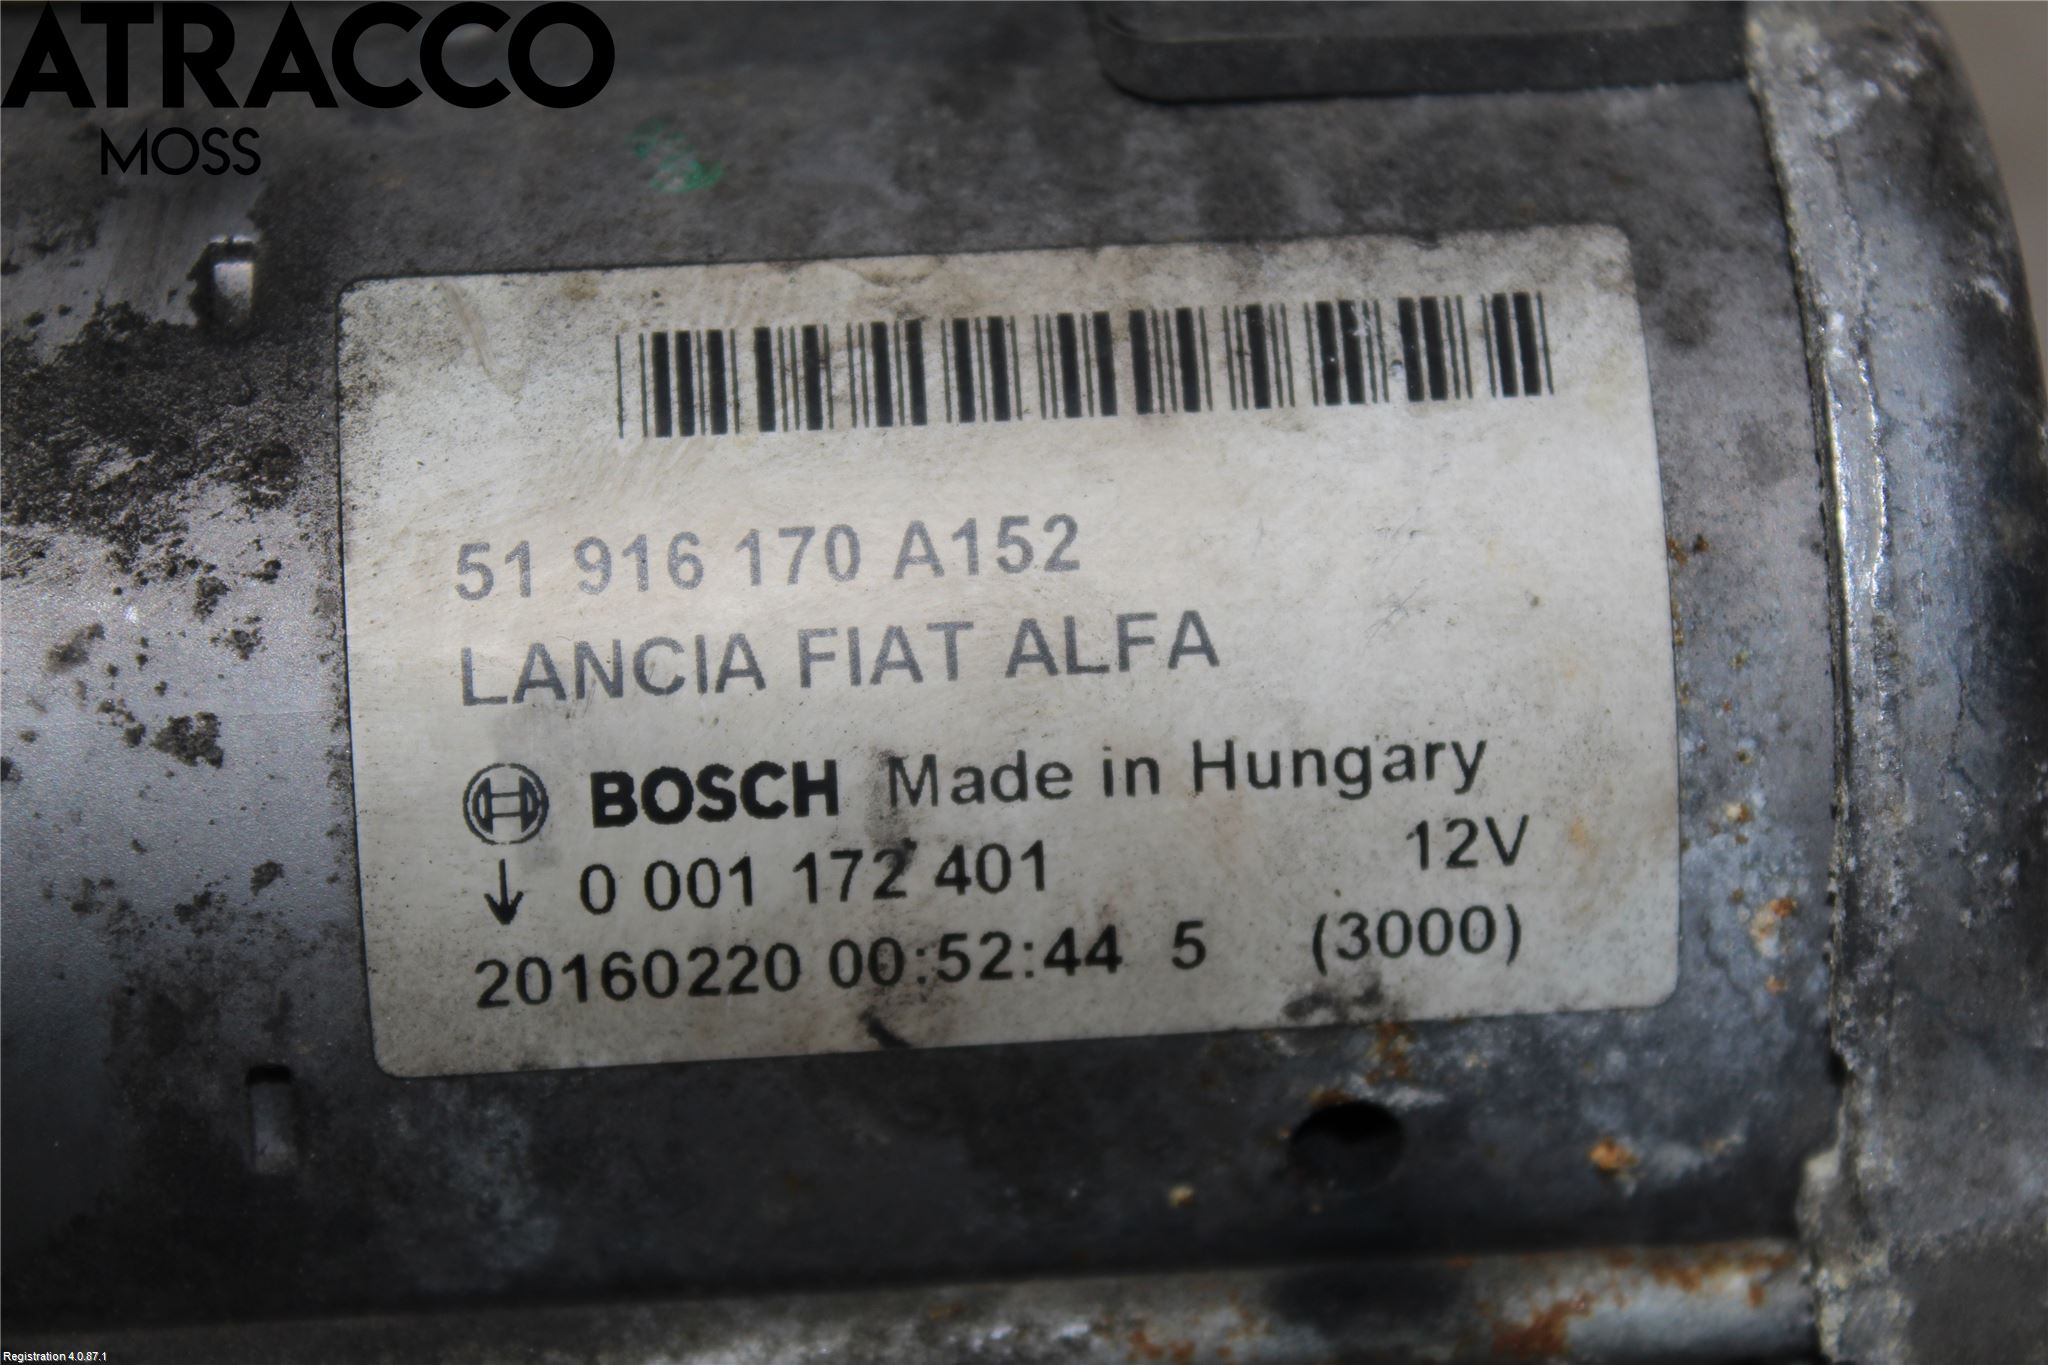 ATRACCO
MOSS
51 916 170 A152
LANCIA FIAT ALFA
BOSCH Made in Hungary
↓ 0 001 172 401 12V
20160220 00:52:44 5 (3000)
Registration 4.0.87.1